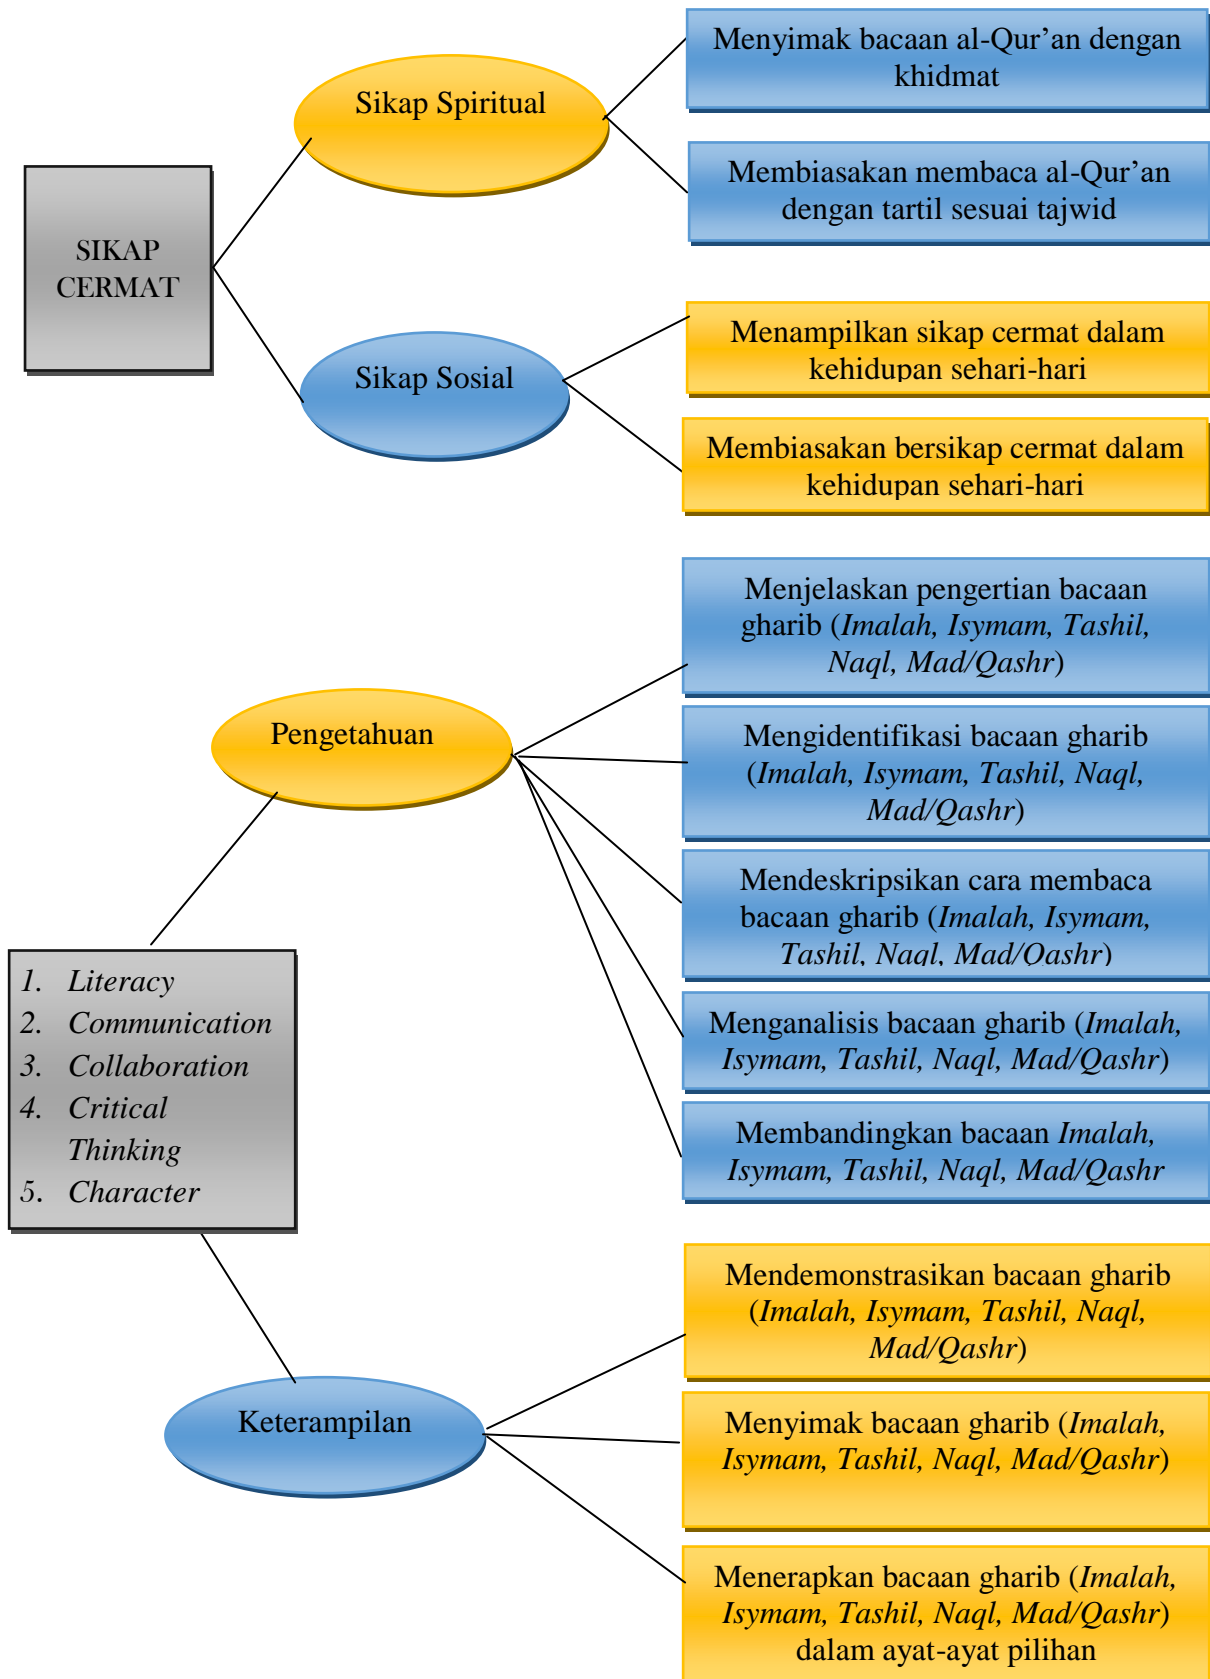 Menyimak bacaan al-Qur’an dengan
khidmat
Sikap Spiritual
Membiasakan membaca al-Qur’an
dengan tartil sesuai tajwid
SIKAP
CERMAT
Menampilkan sikap cermat dalam
kehidupan sehari-hari
Sikap Sosial
Membiasakan bersikap cermat dalam
kehidupan sehari-hari
Menjelaskan pengertian bacaan
gharib (Imalah, Isymam, Tashil,
Naql, Mad/Qashr)
Pengetahuan
Mengidentifikasi bacaan gharib
(Imalah, Isymam, Tashil, Naql,
Mad/Qashr)
Mendeskripsikan cara membaca
bacaan gharib (Imalah, Isymam,
Tashil, Naql, Mad/Qashr)
1. Literacy
2. Communication
3. Collaboration
4. Critical
Thinking
5. Character
Menganalisis bacaan gharib (Imalah,
Isymam, Tashil, Naql, Mad/Qashr)
Membandingkan bacaan Imalah,
Isymam, Tashil, Naql, Mad/Qashr
Mendemonstrasikan bacaan gharib
(Imalah, Isymam, Tashil, Naql,
Mad/Qashr)
Keterampilan
Menyimak bacaan gharib (Imalah,
Isymam, Tashil, Naql, Mad/Qashr)
Menerapkan bacaan gharib (Imalah,
Isymam, Tashil, Naql, Mad/Qashr)
dalam ayat-ayat pilihan